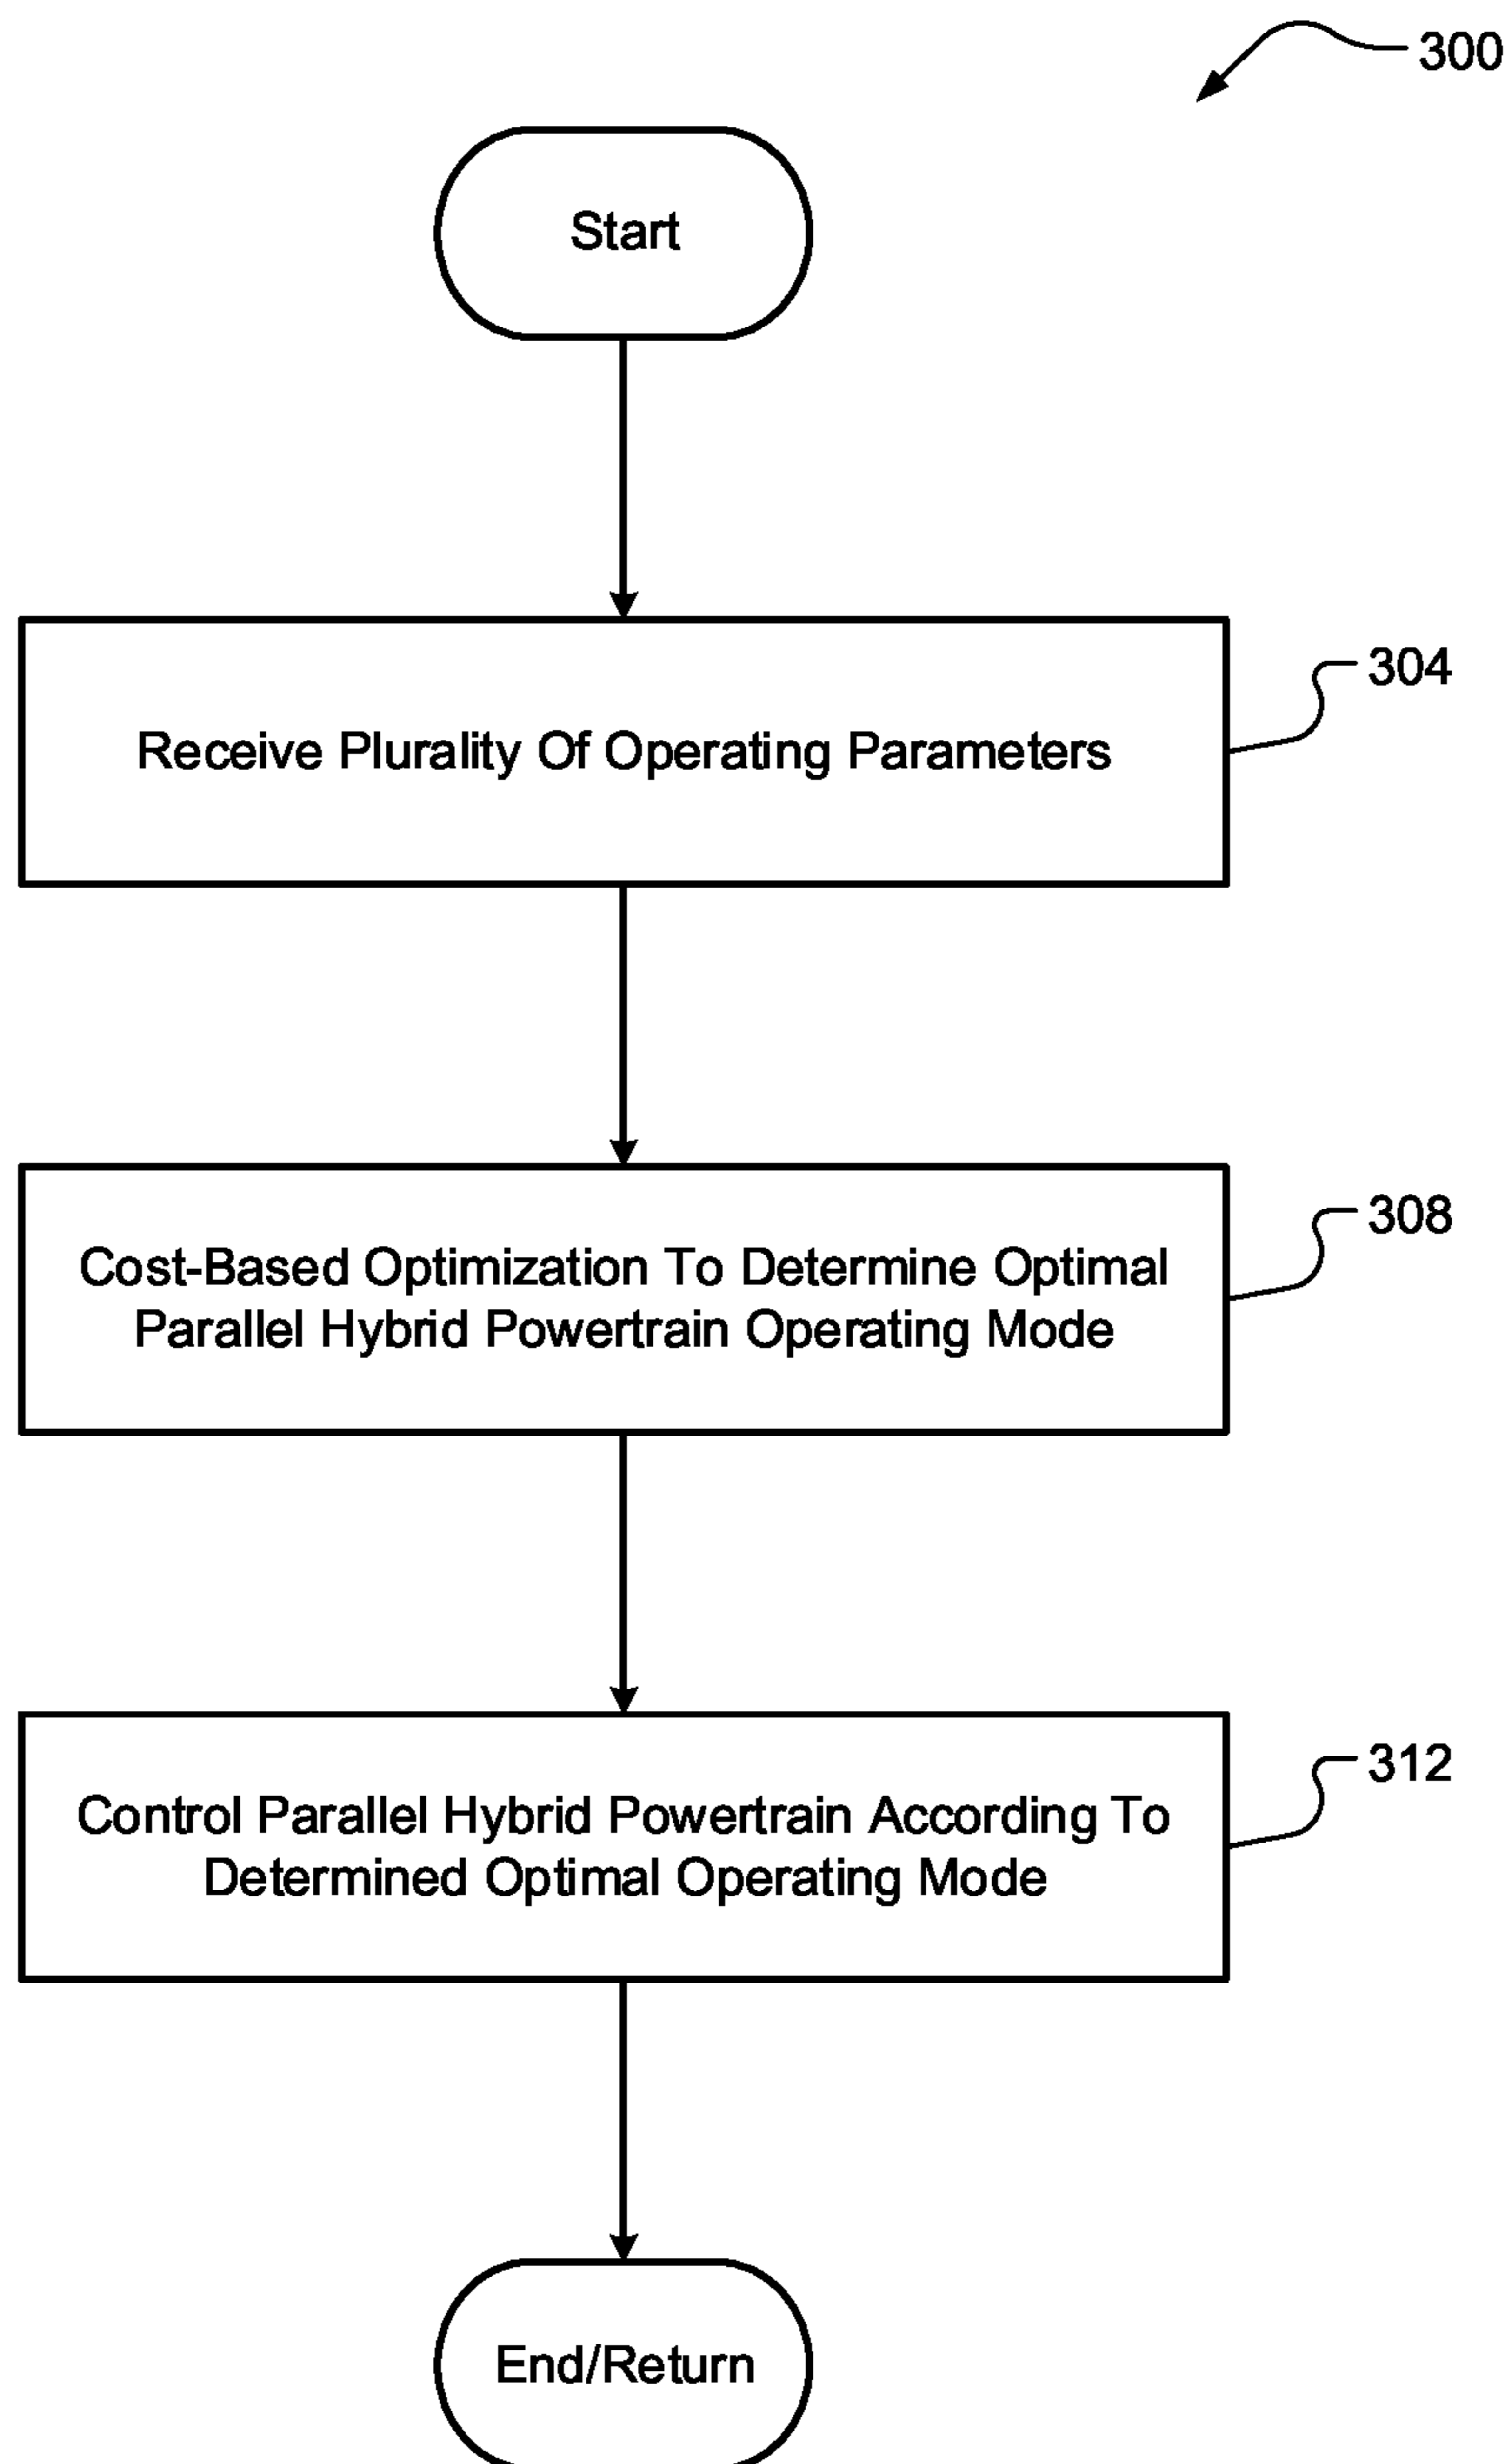 300
Start
Receive Plurality Of Operating Parameters
304
Cost-Based Optimization To Determine Optimal
Parallel Hybrid Powertrain Operating Mode
308
Control Parallel Hybrid Powertrain According To
Determined Optimal Operating Mode
312
End/Return